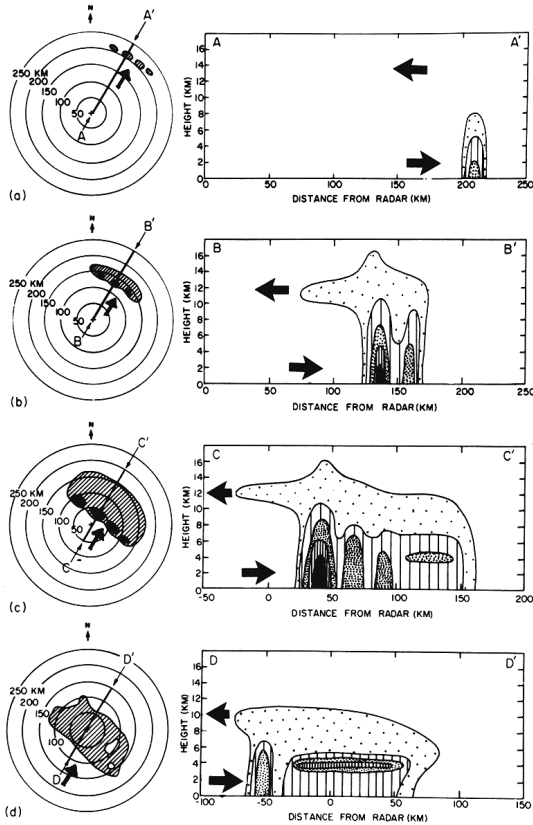 N
A'
250 KM
200
150
100
50
A
(a)
A A'
HEIGHT (KM)
16
14
12
10
8
6
4
2
0
0 50 100 150 200 250
DISTANCE FROM RADAR (KM)
N
B'
250 KM
200
150
100
50
B
(b)
B B'
HEIGHT (KM)
16
14
12
10
8
6
4
2
0
0 50 100 150 200 250
DISTANCE FROM RADAR (KM)
N
C'
250 KM
200
150
100
50
C
(c)
C C'
HEIGHT (KM)
16
14
12
10
8
6
4
2
0
-50 0 50 100 150 200
DISTANCE FROM RADAR (KM)
N
D'
250 KM
200
150
100
D
(d)
D D'
HEIGHT (KM)
16
14
12
10
8
6
4
2
0
-100 -50 0 50 100 150
DISTANCE FROM RADAR (KM)